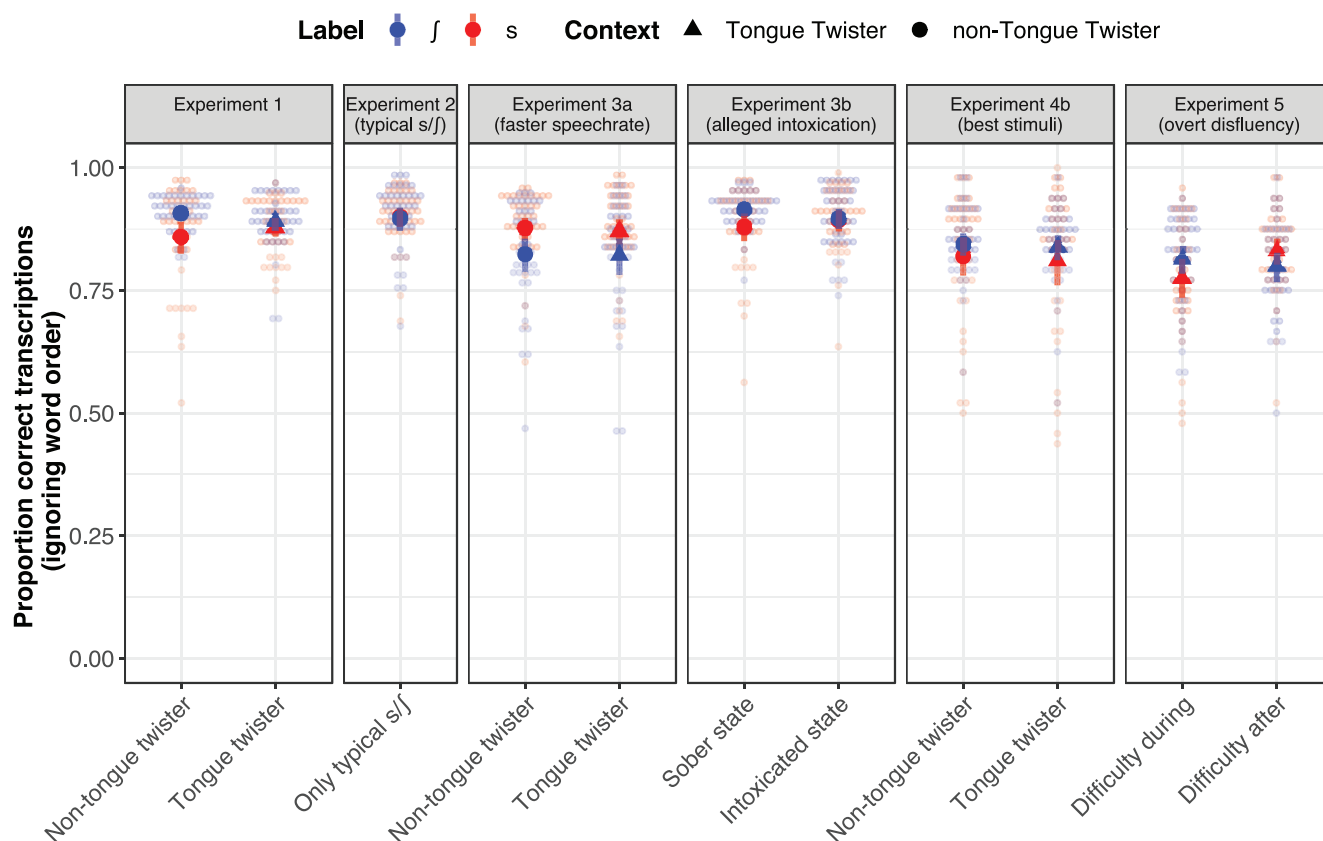 Label ʃ s Context Tongue Twister non-Tongue Twister
Experiment 1
Experiment 2
(typical s/ʃ)
Experiment 3a
(faster speechrate)
Experiment 3b
(alleged intoxication)
Experiment 4b
(best stimuli)
Experiment 5
(overt disfluency)
Proportion correct transcriptions
(ignoring word order)
1.00
0.75
0.50
0.25
0.00
Non-tongue twister
Tongue twister
Only typical s/ʃ
Non-tongue twister
Tongue twister
Sober state
Intoxicated state
Non-tongue twister
Tongue twister
Difficulty during
Difficulty after